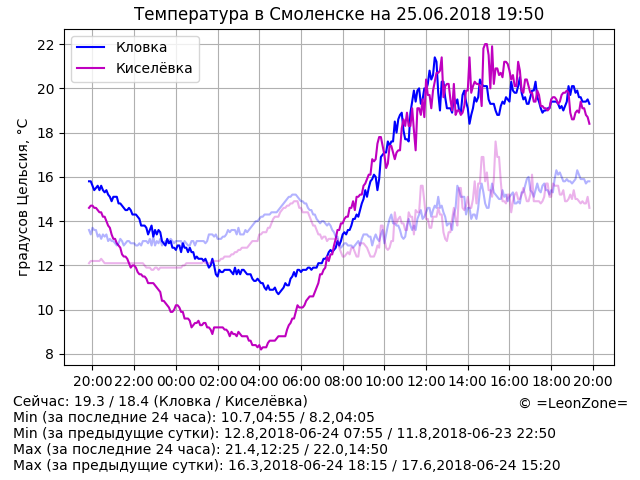 Температура в Смоленске на 25.06.2018 19:50
Кловка
Киселёвка
градусов Цельсия, °C
22
20
18
16
14
12
10
8
20:00 22:00 00:00 02:00 04:00 06:00 08:00 10:00 12:00 14:00 16:00 18:00 20:00
Сейчас: 19.3 / 18.4 (Кловка / Киселёвка)
© =LeonZone=
Min (за последние 24 часа): 10.7,04:55 / 8.2,04:05
Min (за предыдущие сутки): 12.8,2018-06-24 07:55 / 11.8,2018-06-23 22:50
Max (за последние 24 часа): 21.4,12:25 / 22.0,14:50
Max (за предыдущие сутки): 16.3,2018-06-24 18:15 / 17.6,2018-06-24 15:20